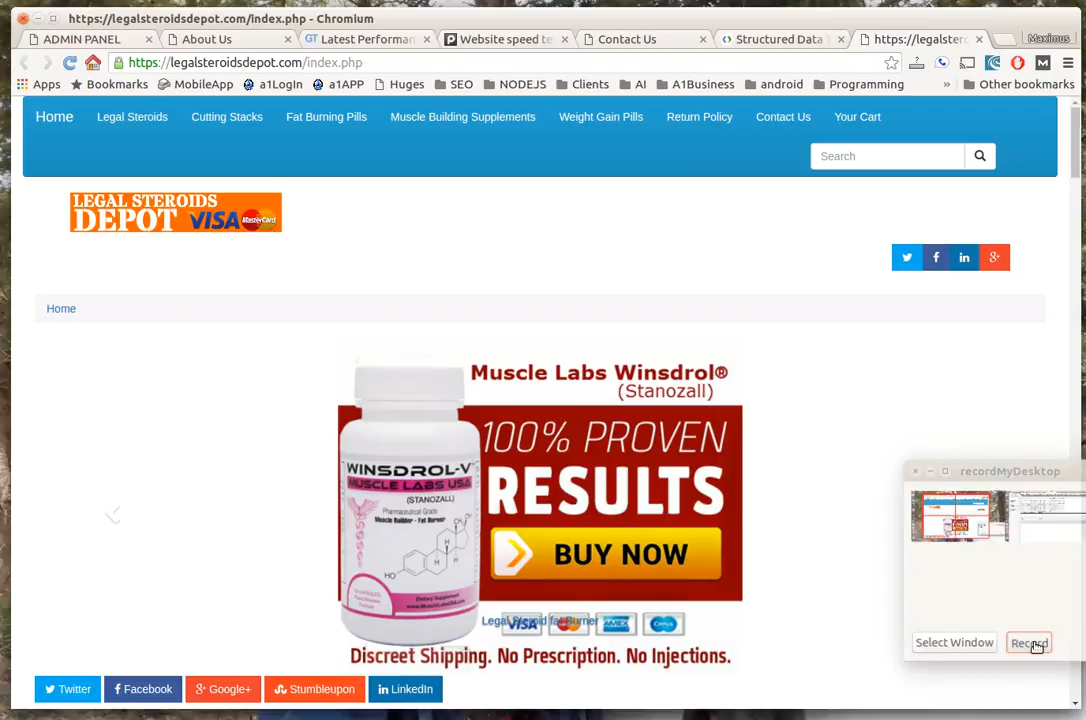 https://legalsteroidsdepot.com/index.php - Chromium
ADMIN PANEL
About Us
GT Latest Performan
Website speed te
Contact Us
Structured Data T
https://legalster
Maximus
https://legalsteroidsdepot.com/index.php
Apps
Bookmarks
MobileApp
a1LogIn
a1APP
Huges
SEO
NODEJS
Clients
AI
A1Business
android
Programming
»
Other bookmarks
Home
Legal Steroids
Cutting Stacks
Fat Burning Pills
Muscle Building Supplements
Weight Gain Pills
Return Policy
Contact Us
Your Cart
Search
LEGAL STEROIDS
DEPOT VISA MasterCard
Home
Muscle Labs Winsdrol®
(Stanozall)
100% PROVEN
RESULTS
BUY NOW
WINSDROL-V
MUSCLE LABS USA
(STANOZALL)
Pharmaceutical Grade
Muscle Builder - Fat Burner
Dietary Supplement
www.MuscleLabsUSA.com
Legal Steroid fat Burner
VISA
AMEX
Cirrus
Discreet Shipping. No Prescription. No Injections.
recordMyDesktop
Select Window
Record
Twitter
Facebook
Google+
Stumbleupon
LinkedIn